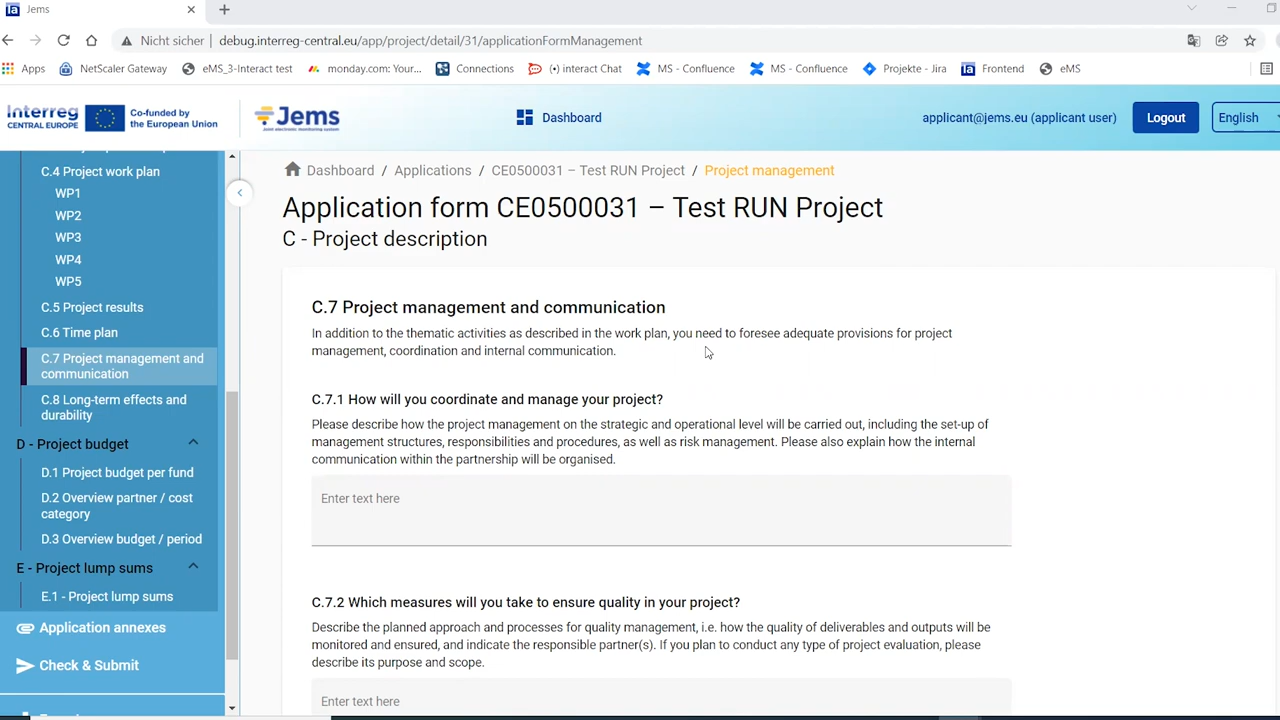 Jems
Nicht sicher
debug.interreg-central.eu/app/project/detail/31/applicationFormManagement
Apps
NetScaler Gateway
eMS_3-Interact test
monday.com: Your...
Connections
(•) interact Chat
MS - Confluence
MS - Confluence
Projekte - Jira
Frontend
eMS
Interreg
CENTRAL EUROPE
Co-funded by
the European Union
Jems
Joint electronic monitoring system
Dashboard
applicant@jems.eu (applicant user)
Logout
English
C.4 Project work plan
WP1
WP2
WP3
WP4
WP5
C.5 Project results
C.6 Time plan
C.7 Project management and
communication
C.8 Long-term effects and
durability
D - Project budget
D.1 Project budget per fund
D.2 Overview partner / cost
category
D.3 Overview budget / period
E - Project lump sums
E.1 - Project lump sums
Application annexes
Check & Submit
Dashboard / Applications / CE0500031 – Test RUN Project / Project management
Application form CE0500031 – Test RUN Project
C - Project description
C.7 Project management and communication
In addition to the thematic activities as described in the work plan, you need to foresee adequate provisions for project
management, coordination and internal communication.
C.7.1 How will you coordinate and manage your project?
Please describe how the project management on the strategic and operational level will be carried out, including the set-up of
management structures, responsibilities and procedures, as well as risk management. Please also explain how the internal
communication within the partnership will be organised.
Enter text here
C.7.2 Which measures will you take to ensure quality in your project?
Describe the planned approach and processes for quality management, i.e. how the quality of deliverables and outputs will be
monitored and ensured, and indicate the responsible partner(s). If you plan to conduct any type of project evaluation, please
describe its purpose and scope.
Enter text here